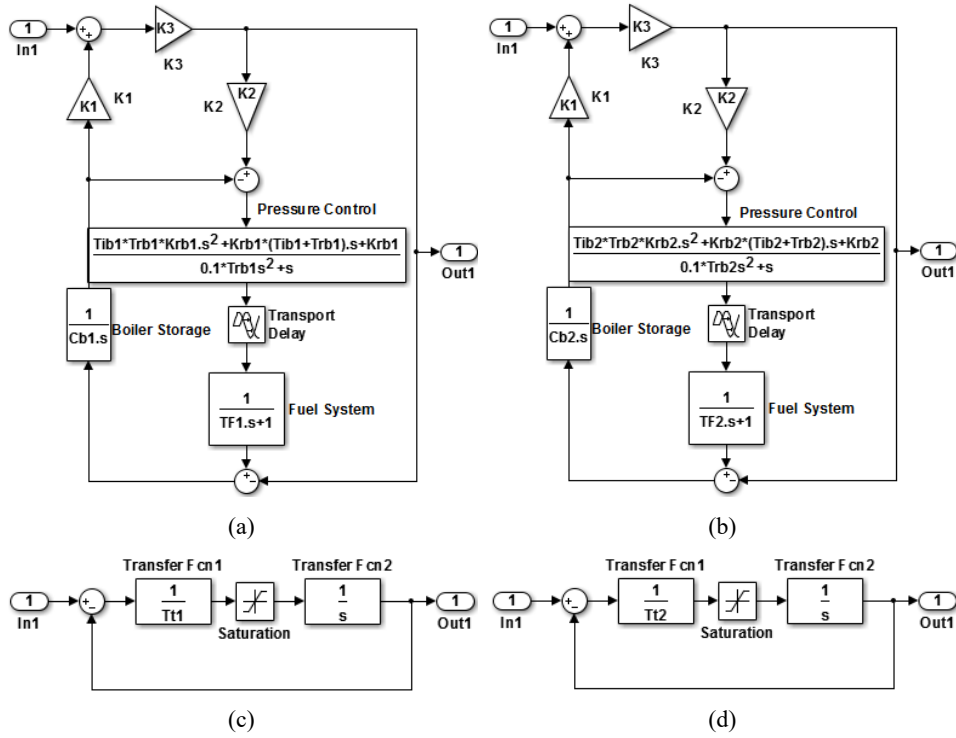 1
In1
++
K3
K3
K1
K1
K2
K2
-+
Pressure Control
Tib1*Trb1*Krb1.s²+Krb1*(Tib1+Trb1).s+Krb1
0.1*Trb1s²+s
1
Out1
1
Cb1.s
Boiler Storage
Transport
Delay
1
TF1.s+1
Fuel System
+-
(a)
1
In1
++
K3
K3
K1
K1
K2
K2
-+
Pressure Control
Tib2*Trb2*Krb2.s²+Krb2*(Tib2+Trb2).s+Krb2
0.1*Trb2s²+s
1
Out1
1
Cb2.s
Boiler Storage
Transport
Delay
1
TF2.s+1
Fuel System
+-
(b)
Transfer Fcn1
Transfer Fcn2
1
In1
+-
1
Tt1
Saturation
1
s
1
Out1
(c)
Transfer Fcn1
Transfer Fcn2
1
In1
+-
1
Tt2
Saturation
1
s
1
Out1
(d)